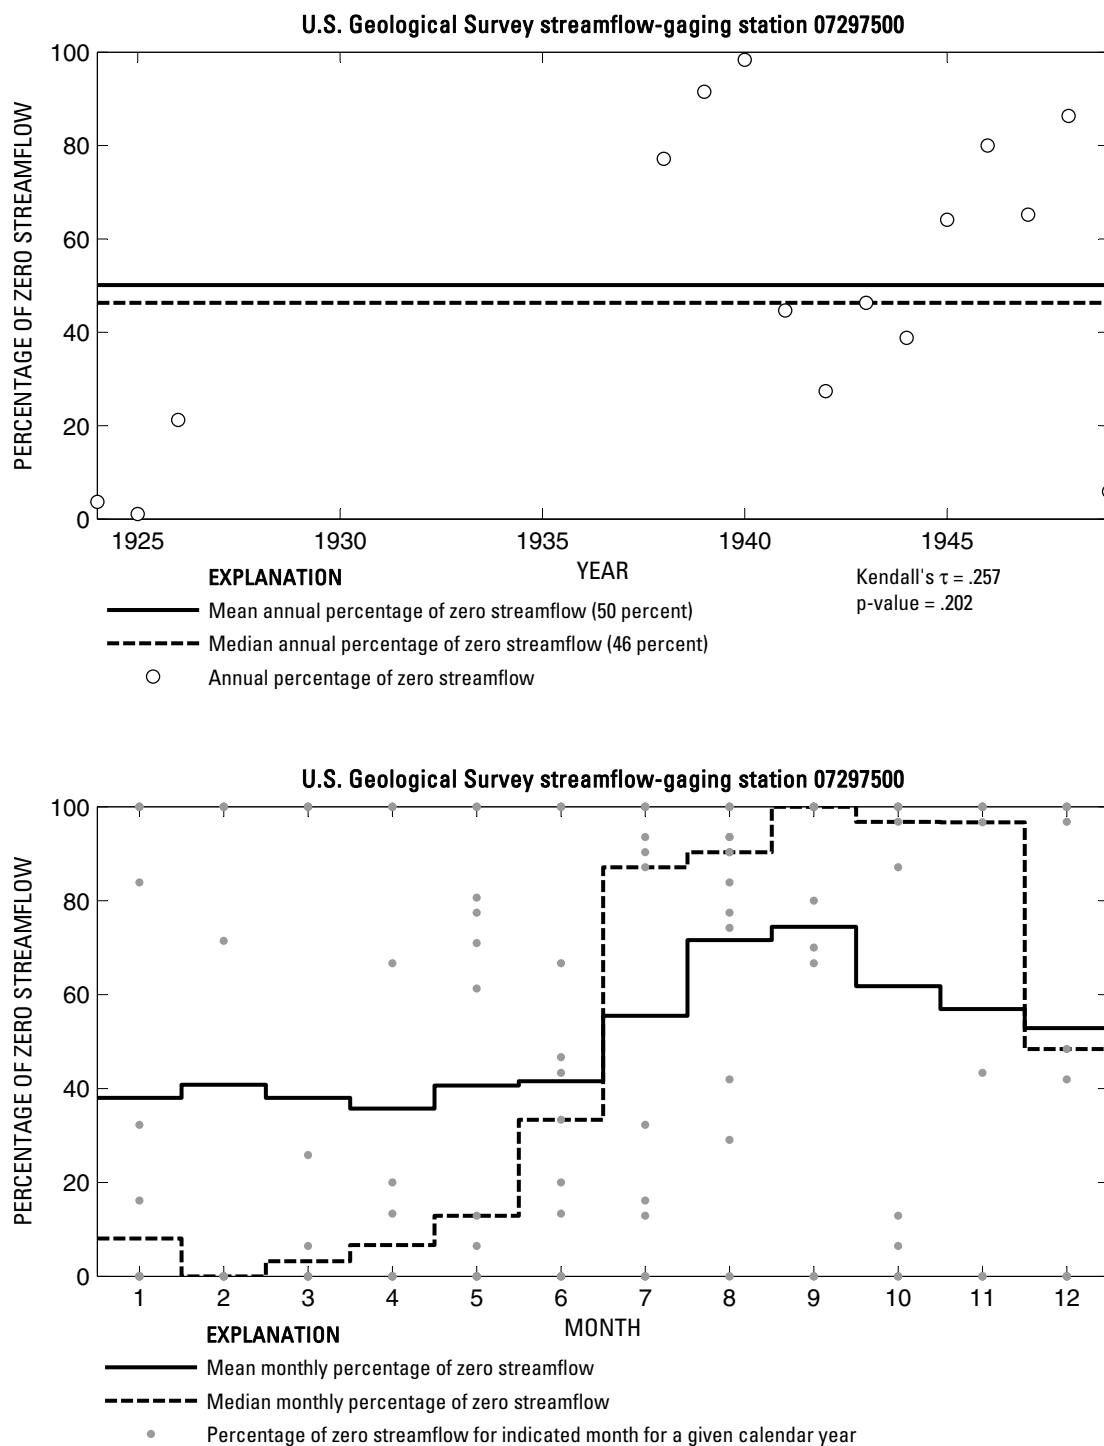 U.S. Geological Survey streamflow-gaging station 07297500
PERCENTAGE OF ZERO STREAMFLOW
100
80
60
40
20
0
1925 1930 1935 1940 1945
YEAR
Kendall's τ = .257
p-value = .202
EXPLANATION
Mean annual percentage of zero streamflow (50 percent)
Median annual percentage of zero streamflow (46 percent)
Annual percentage of zero streamflow
U.S. Geological Survey streamflow-gaging station 07297500
PERCENTAGE OF ZERO STREAMFLOW
100
80
60
40
20
0
1 2 3 4 5 6 7 8 9 10 11 12
MONTH
EXPLANATION
Mean monthly percentage of zero streamflow
Median monthly percentage of zero streamflow
Percentage of zero streamflow for indicated month for a given calendar year